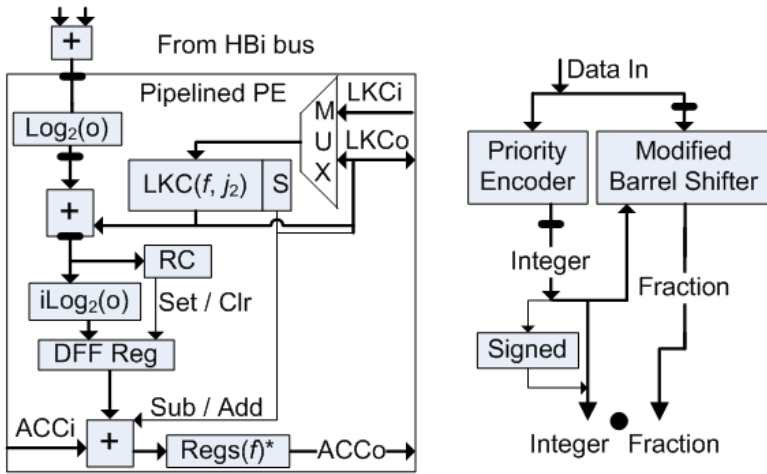 +
From HBi bus
Pipelined PE
Log₂(o)
M
U
X
LKCi
LKCo
LKC(f, j₂)
S
+
RC
iLog₂(o)
Set / Clr
DFF Reg
Sub / Add
ACCi
+
Regs(f)*
ACCo
Data In
Priority
Encoder
Modified
Barrel Shifter
Integer
Fraction
Signed
Integer
Fraction